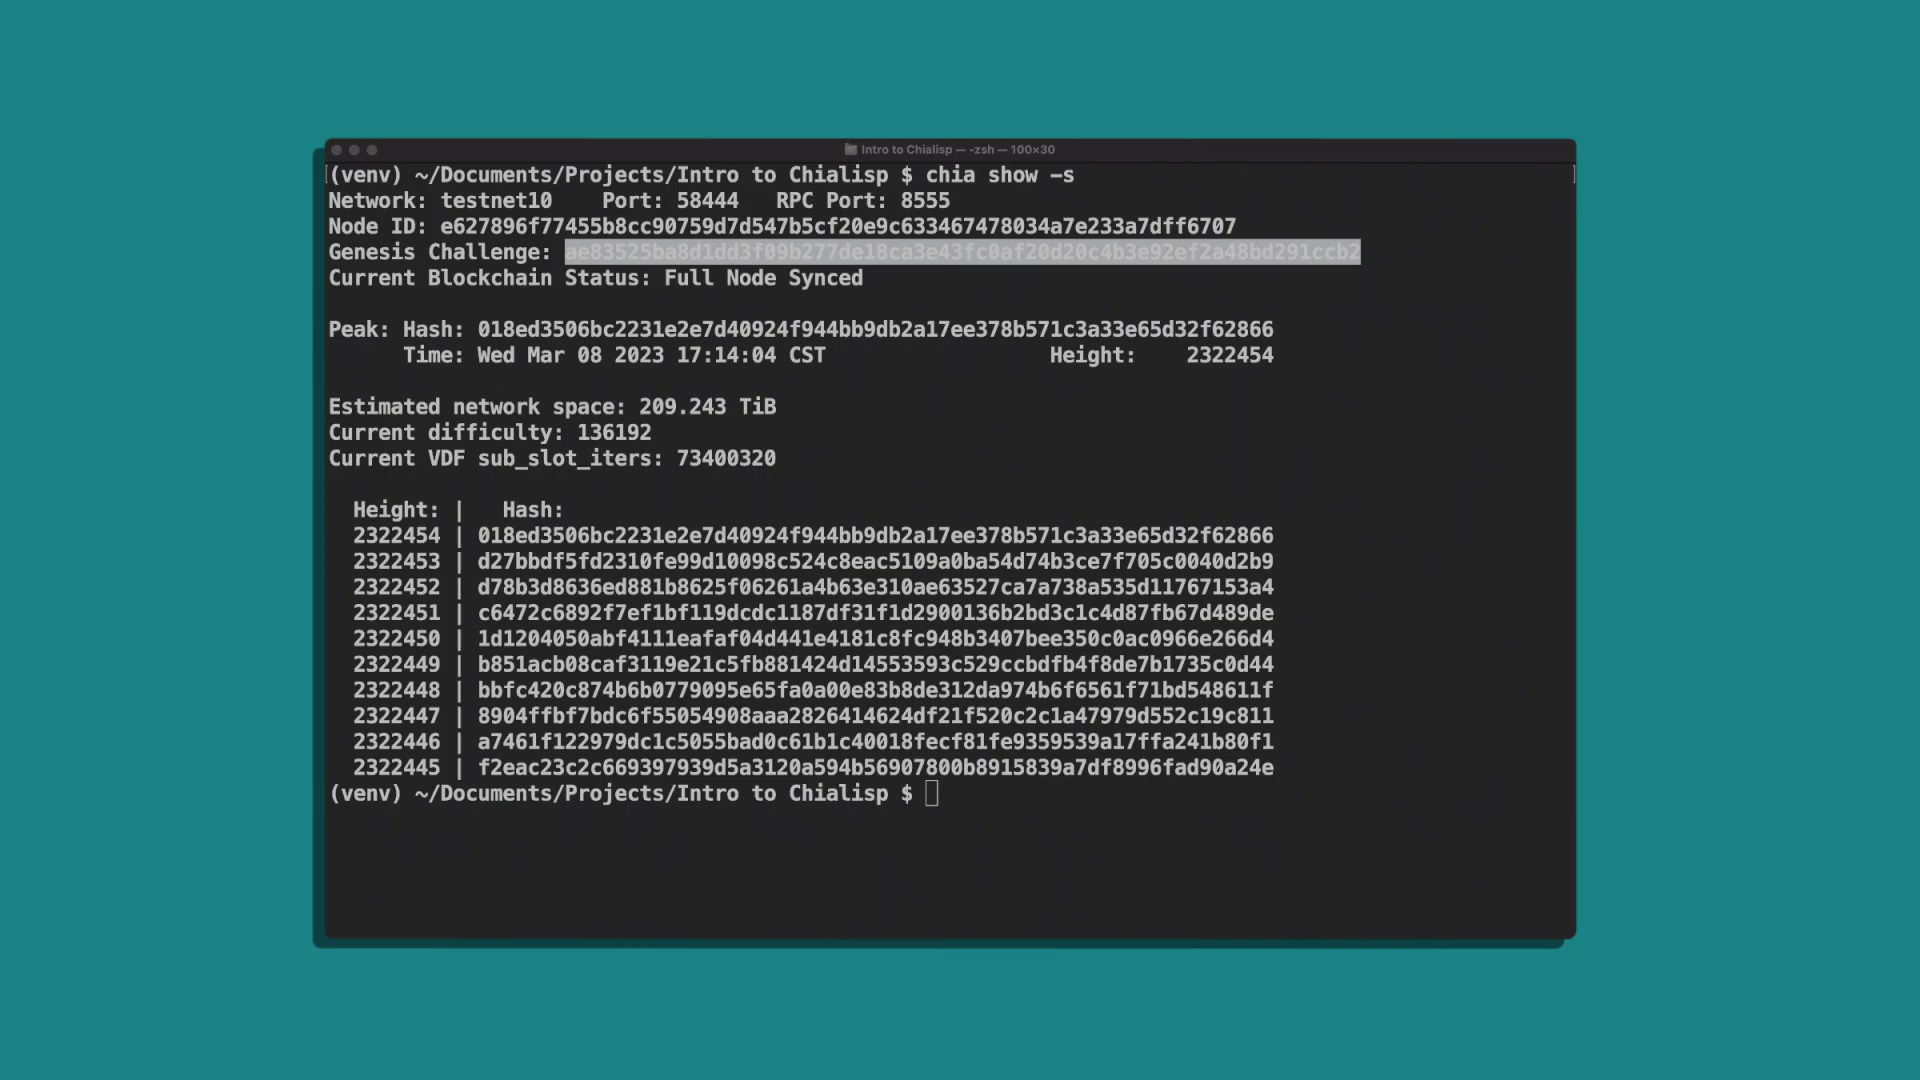 Intro to Chialisp — -zsh — 100×30
(venv) ~/Documents/Projects/Intro to Chialisp $ chia show -s
Network: testnet10    Port: 58444   RPC Port: 8555
Node ID: e627896f77455b8cc90759d7d547b5cf20e9c633467478034a7e233a7dff6707
Genesis Challenge: ae83525ba8d1dd3f09b277de18ca3e43fc0af20d20c4b3e92ef2a48bd291ccb2
Current Blockchain Status: Full Node Synced
Peak: Hash: 018ed3506bc2231e2e7d40924f944bb9db2a17ee378b571c3a33e65d32f62866
      Time: Wed Mar 08 2023 17:14:04 CST                  Height:    2322454
Estimated network space: 209.243 TiB
Current difficulty: 136192
Current VDF sub_slot_iters: 73400320
  Height: |   Hash:
  2322454 | 018ed3506bc2231e2e7d40924f944bb9db2a17ee378b571c3a33e65d32f62866
  2322453 | d27bbdf5fd2310fe99d10098c524c8eac5109a0ba54d74b3ce7f705c0040d2b9
  2322452 | d78b3d8636ed881b8625f06261a4b63e310ae63527ca7a738a535d11767153a4
  2322451 | c6472c6892f7ef1bf119dcdc1187df31f1d2900136b2bd3c1c4d87fb67d489de
  2322450 | 1d1204050abf4111eafaf04d441e4181c8fc948b3407bee350c0ac0966e266d4
  2322449 | b851acb08caf3119e21c5fb881424d14553593c529ccbdfb4f8de7b1735c0d44
  2322448 | bbfc420c874b6b0779095e65fa0a00e83b8de312da974b6f6561f71bd548611f
  2322447 | 8904ffbf7bdc6f55054908aaa2826414624df21f520c2c1a47979d552c19c811
  2322446 | a7461f122979dc1c5055bad0c61b1c40018fecf81fe9359539a17ffa241b80f1
  2322445 | f2eac23c2c669397939d5a3120a594b56907800b8915839a7df8996fad90a24e
(venv) ~/Documents/Projects/Intro to Chialisp $